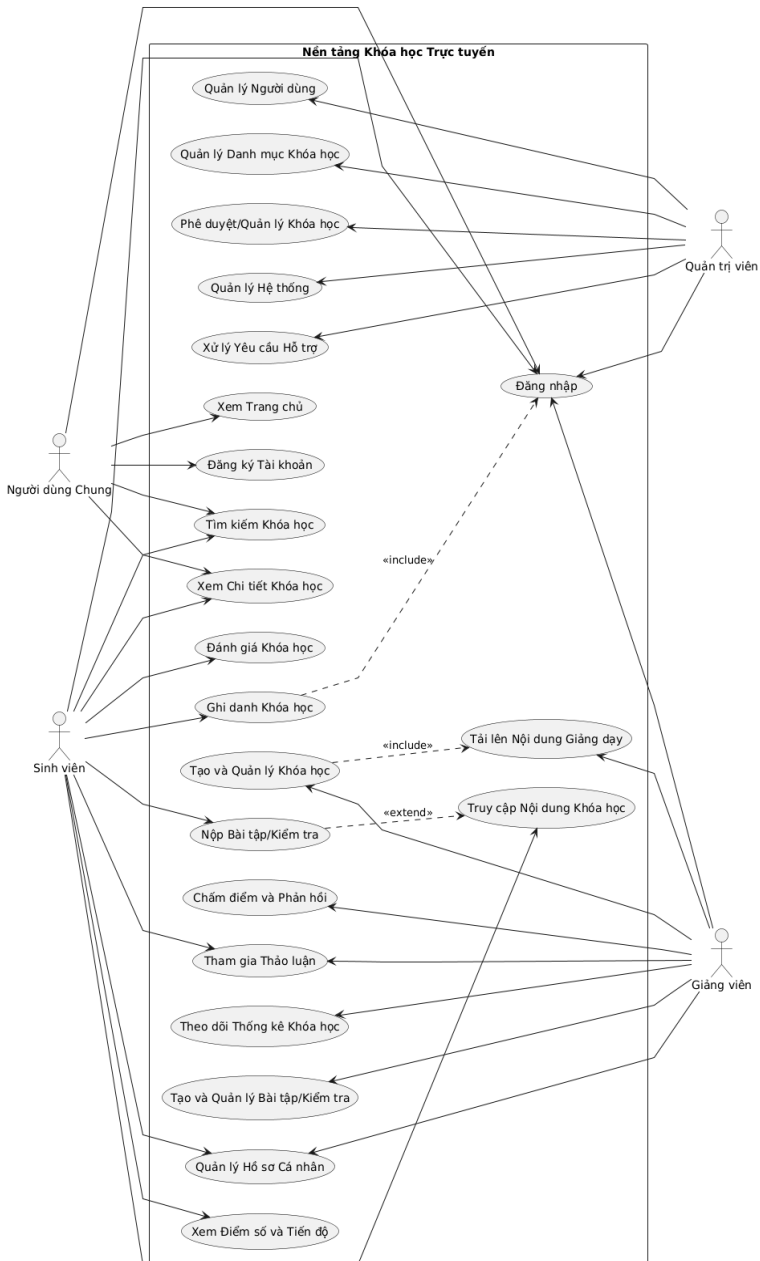 Nền tảng Khóa học Trực tuyến
Quản lý Người dùng
Quản lý Danh mục Khóa học
Phê duyệt/Quản lý Khóa học
Quản trị viên
Quản lý Hệ thống
Xử lý Yêu cầu Hỗ trợ
Đăng nhập
Xem Trang chủ
Đăng ký Tài khoản
Người dùng Chung
Tìm kiếm Khóa học
«include»
Xem Chi tiết Khóa học
Đánh giá Khóa học
Ghi danh Khóa học
Tải lên Nội dung Giảng dạy
«include»
Sinh viên
Tạo và Quản lý Khóa học
Truy cập Nội dung Khóa học
«extend»
Nộp Bài tập/Kiểm tra
Chấm điểm và Phản hồi
Tham gia Thảo luận
Giảng viên
Theo dõi Thống kê Khóa học
Tạo và Quản lý Bài tập/Kiểm tra
Quản lý Hồ sơ Cá nhân
Xem Điểm số và Tiến độ